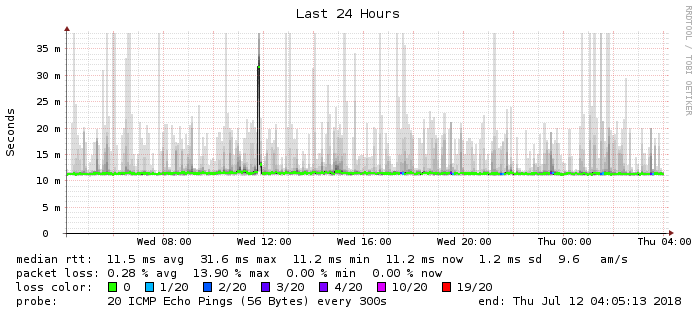 Last 24 Hours
RRDTOOL / TOBI OETIKER
Seconds
35 m
30 m
25 m
20 m
15 m
10 m
5 m
0
Wed 08:00 Wed 12:00 Wed 16:00 Wed 20:00 Thu 00:00 Thu 04:00
median rtt: 11.5 ms avg 31.6 ms max 11.2 ms min 11.2 ms now 1.2 ms sd 9.6 am/s
packet loss: 0.28 % avg 13.90 % max 0.00 % min 0.00 % now
loss color: 0 1/20 2/20 3/20 4/20 10/20 19/20
probe: 20 ICMP Echo Pings (56 Bytes) every 300s end: Thu Jul 12 04:05:13 2018